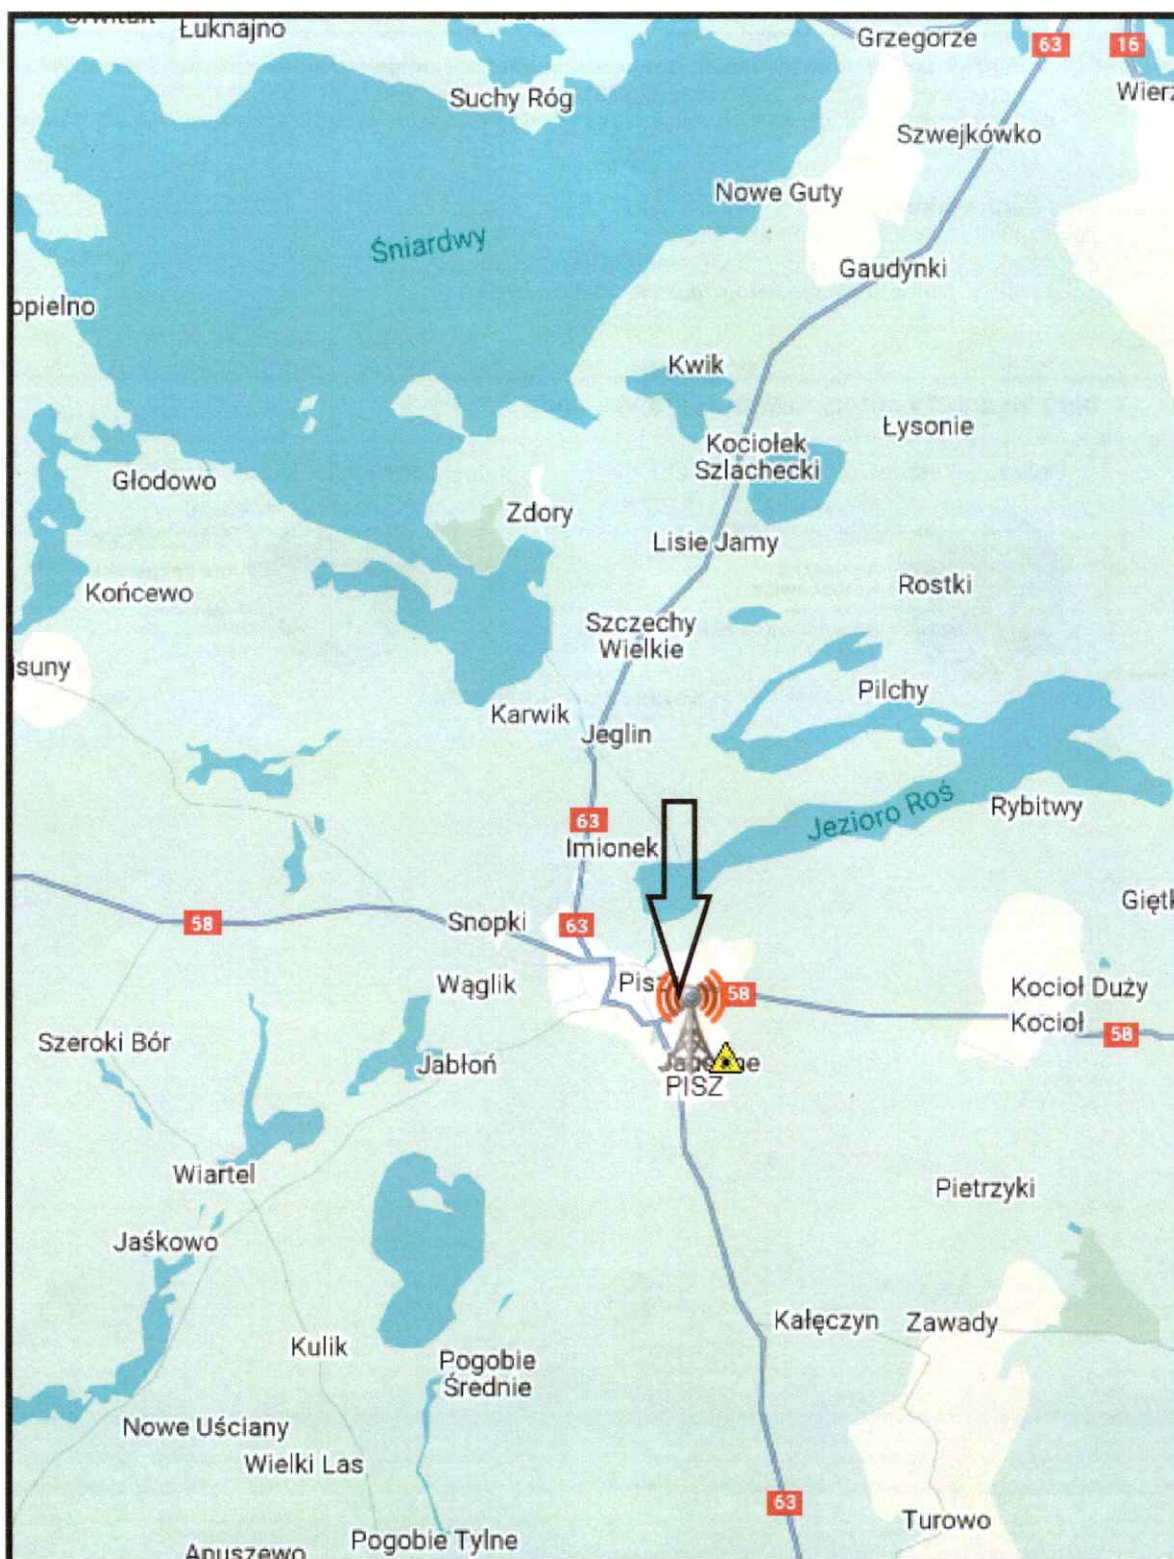 Łuknajno
Grzegorze
63
16
Suchy Róg
Szwejkówko
Nowe Guty
Śniardwy
Gaudynki
opielno
Kwik
Łysonie
Kociołek
Szlachecki
Głodowo
Zdory
Lisie Jamy
Rostki
Końcewo
Szczechy
Wielkie
suny
Pilchy
Karwik
Jeglin
Jezioro Roś
Rybitwy
63
Imionek
58
Snopki
63
Wąglik
58
Kocioł Duży
Kocioł
58
Szeroki Bór
Jabłoń
PISZ
Wiartel
Pietrzyki
Jaśkowo
Kałęczyn
Zawady
Kulik
Pogobie
Średnie
Nowe Uściany
Wielki Las
63
Turowo
Pogobie Tylne
Anuszewo